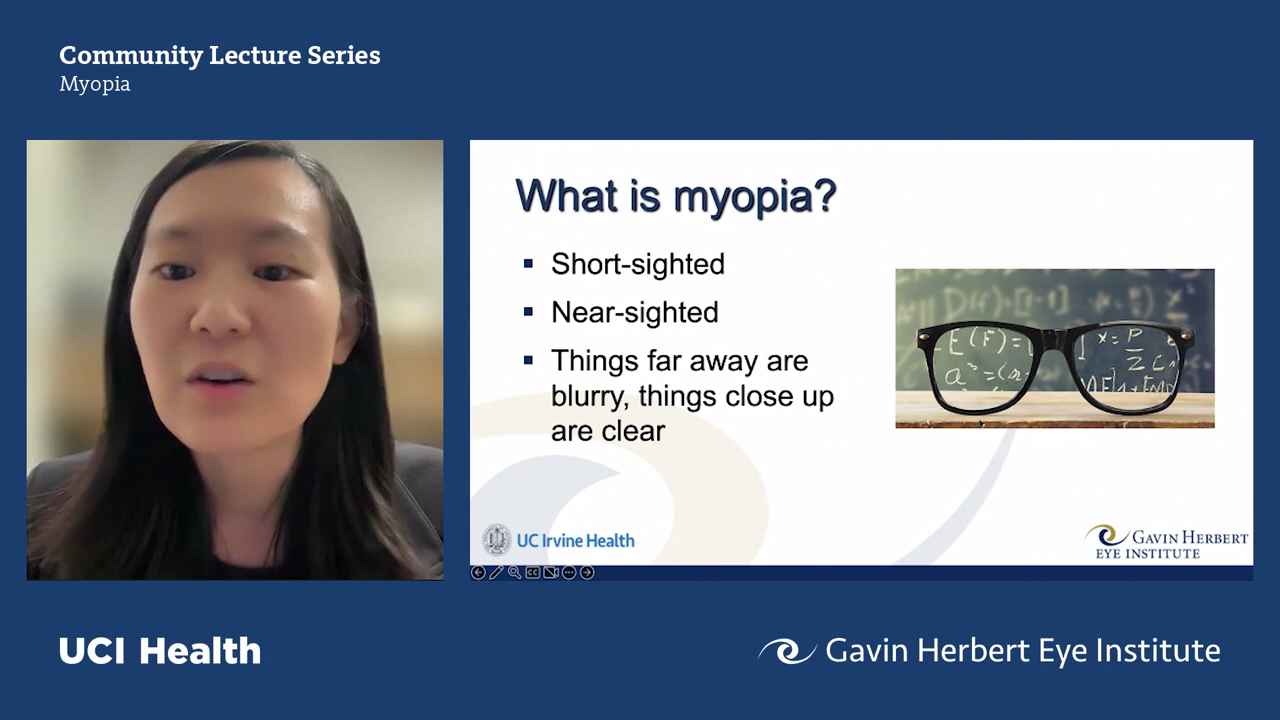 Community Lecture Series
Myopia
What is myopia?
▪ Short-sighted
▪ Near-sighted
▪ Things far away are
blurry, things close up
are clear
UC Irvine Health
GAVIN HERBERT
EYE INSTITUTE
UCI Health
Gavin Herbert Eye Institute